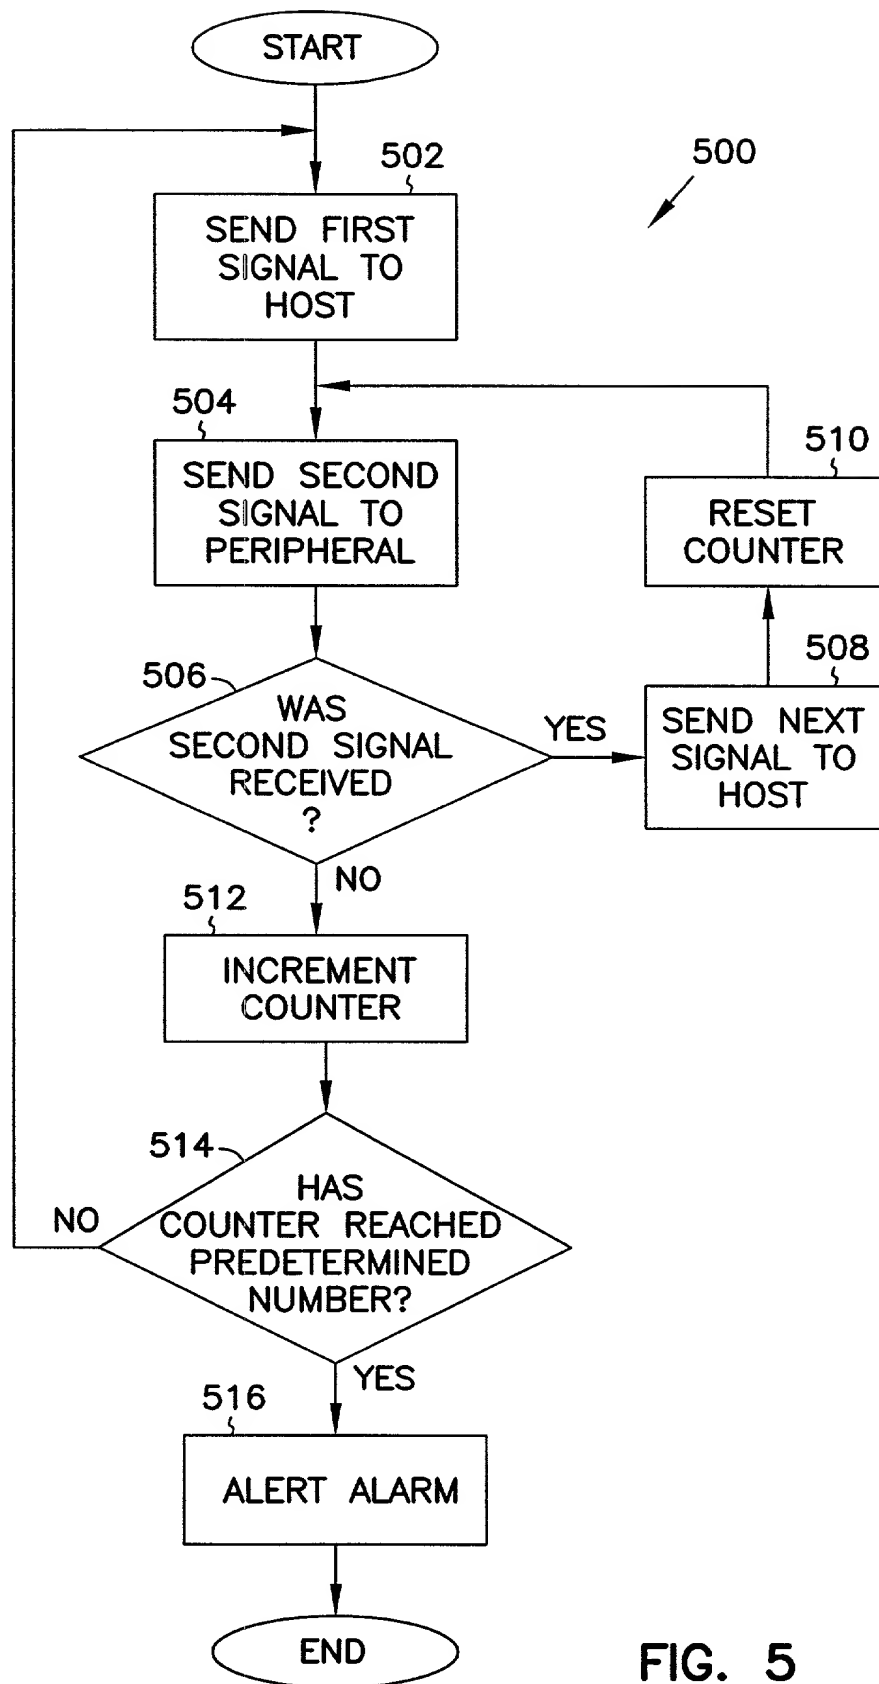 START
502
500
SEND FIRST
SIGNAL TO
HOST
504
SEND SECOND
SIGNAL TO
PERIPHERAL
510
RESET
COUNTER
506
WAS
SECOND SIGNAL
RECEIVED
?
YES
508
SEND NEXT
SIGNAL TO
HOST
NO
512
INCREMENT
COUNTER
514
HAS
COUNTER REACHED
PREDETERMINED
NUMBER?
NO
YES
516
ALERT ALARM
END
FIG. 5